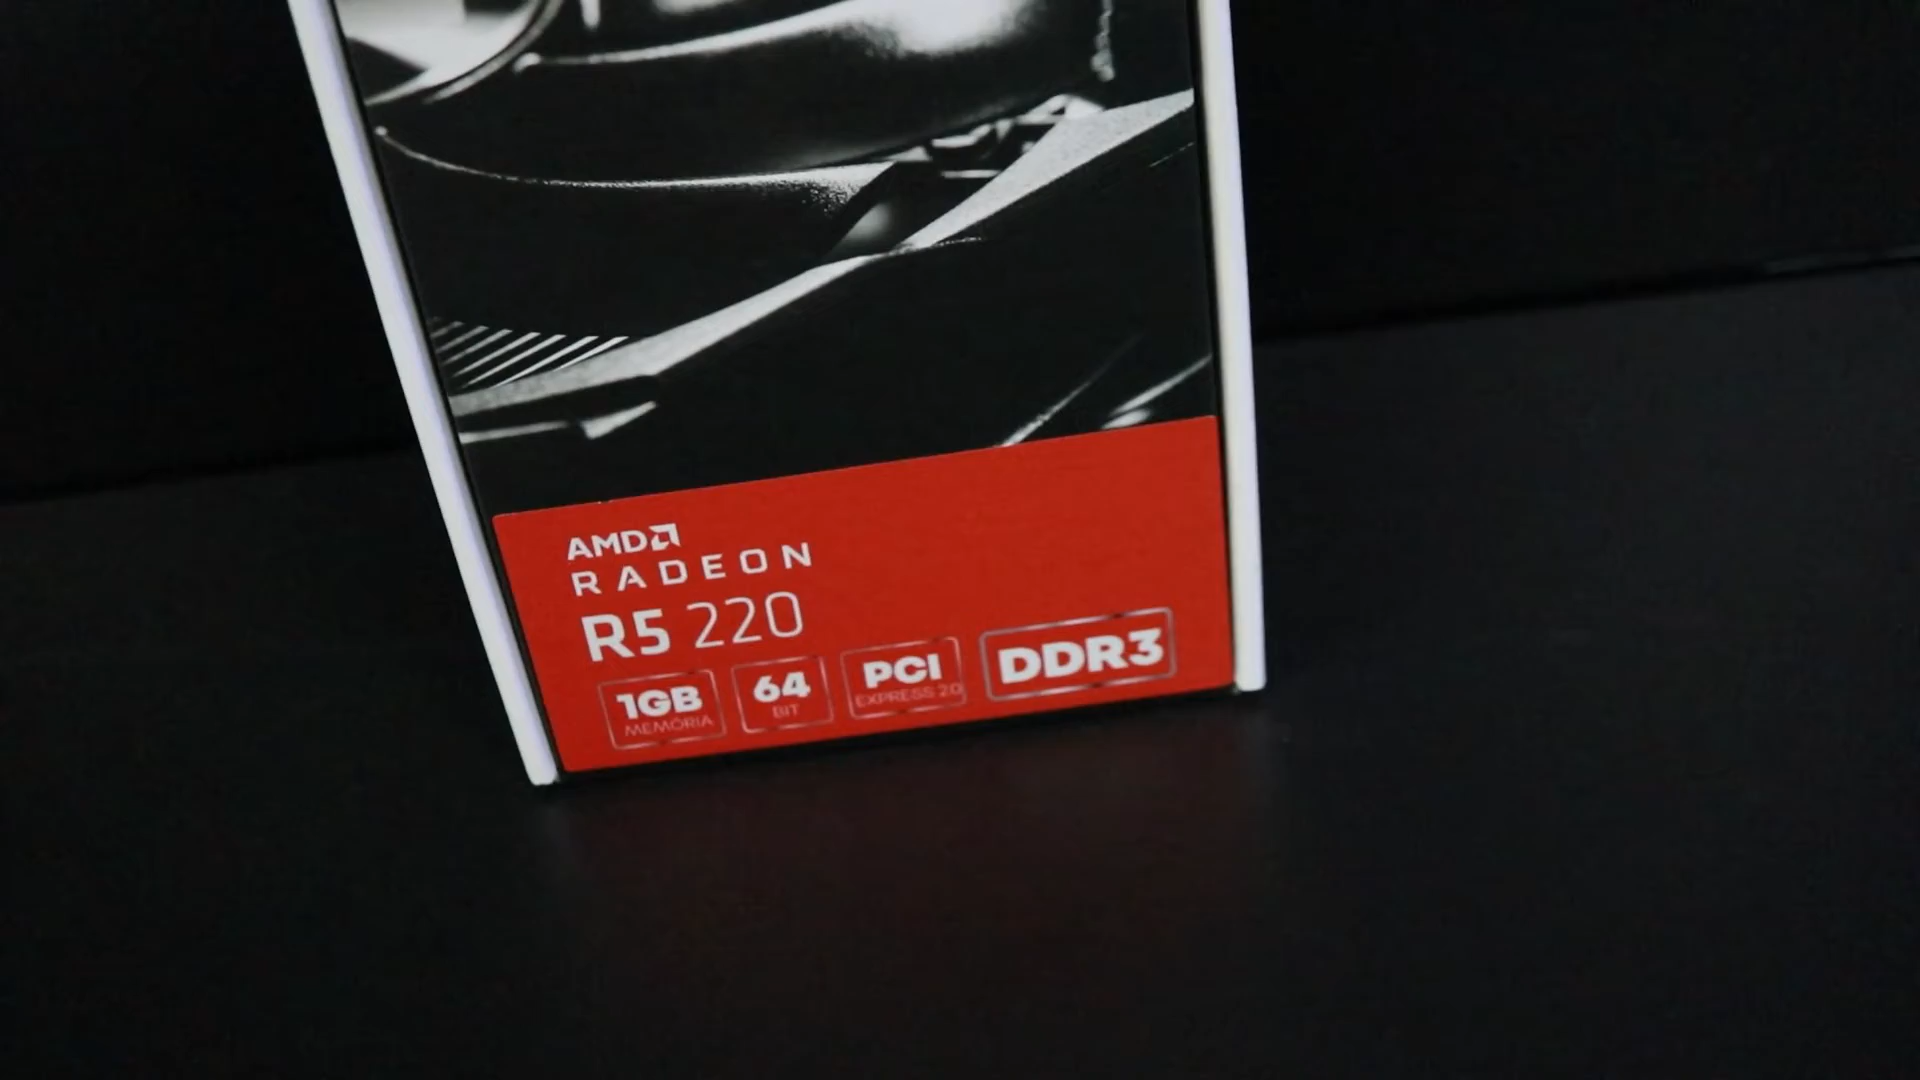 AMD
RADEON
R5 220
1GB
MEMÓRIA
64
BIT
PCI
EXPRESS 2.0
DDR3